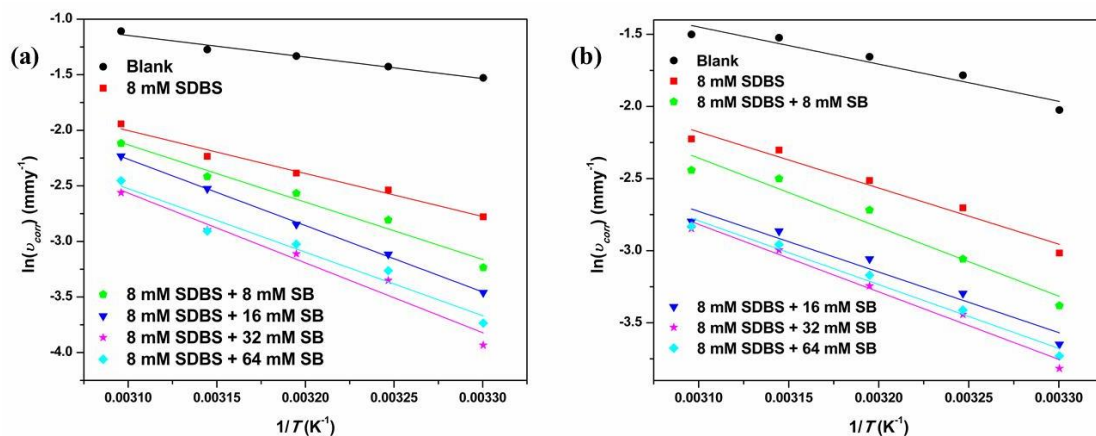 (a)
-1.0
-1.5
-2.0
-2.5
-3.0
-3.5
-4.0
ln(υcorr) (mmy-1)
Blank
8 mM SDBS
8 mM SDBS + 8 mM SB
8 mM SDBS + 16 mM SB
8 mM SDBS + 32 mM SB
8 mM SDBS + 64 mM SB
0.00310 0.00315 0.00320 0.00325 0.00330
1/T (K-1)
(b)
-1.5
-2.0
-2.5
-3.0
-3.5
ln(υcorr) (mmy-1)
Blank
8 mM SDBS
8 mM SDBS + 8 mM SB
8 mM SDBS + 16 mM SB
8 mM SDBS + 32 mM SB
8 mM SDBS + 64 mM SB
0.00310 0.00315 0.00320 0.00325 0.00330
1/T (K-1)